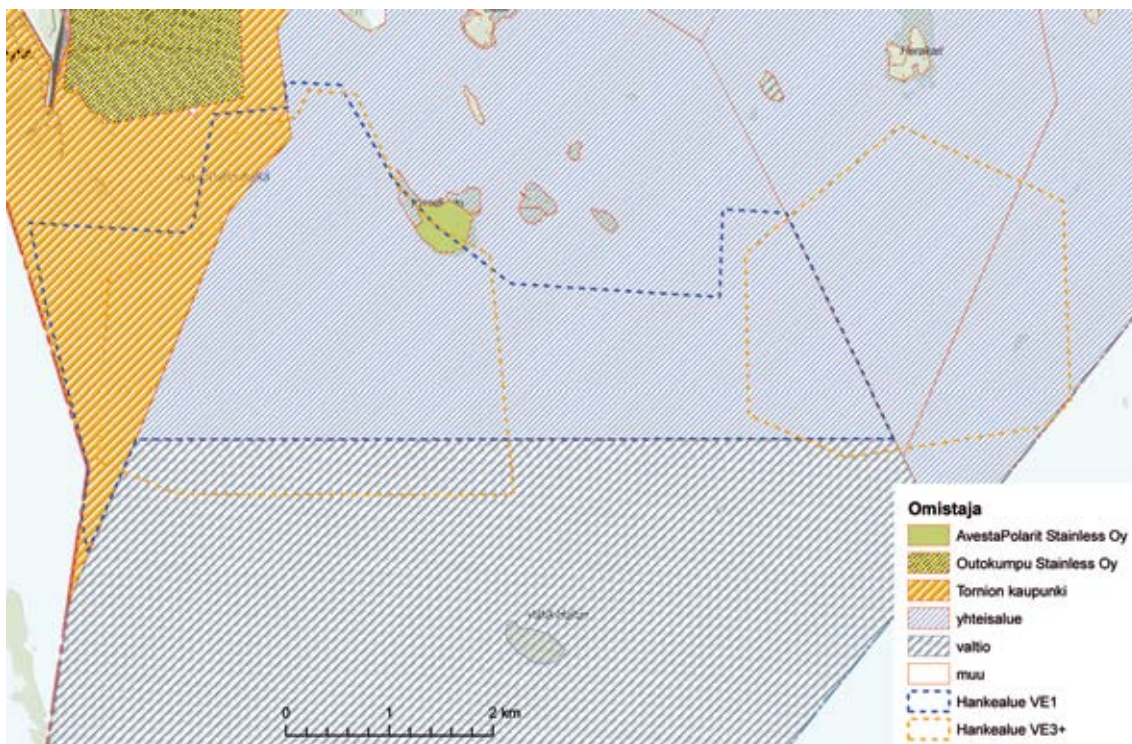 Herakari
0 1 2 km
Omistaja
AvestaPolarit Stainless Oy
Outokumpu Stainless Oy
Tornion kaupunki
yhteisalue
valtio
muu
Hankealue VE1
Hankealue VE3+